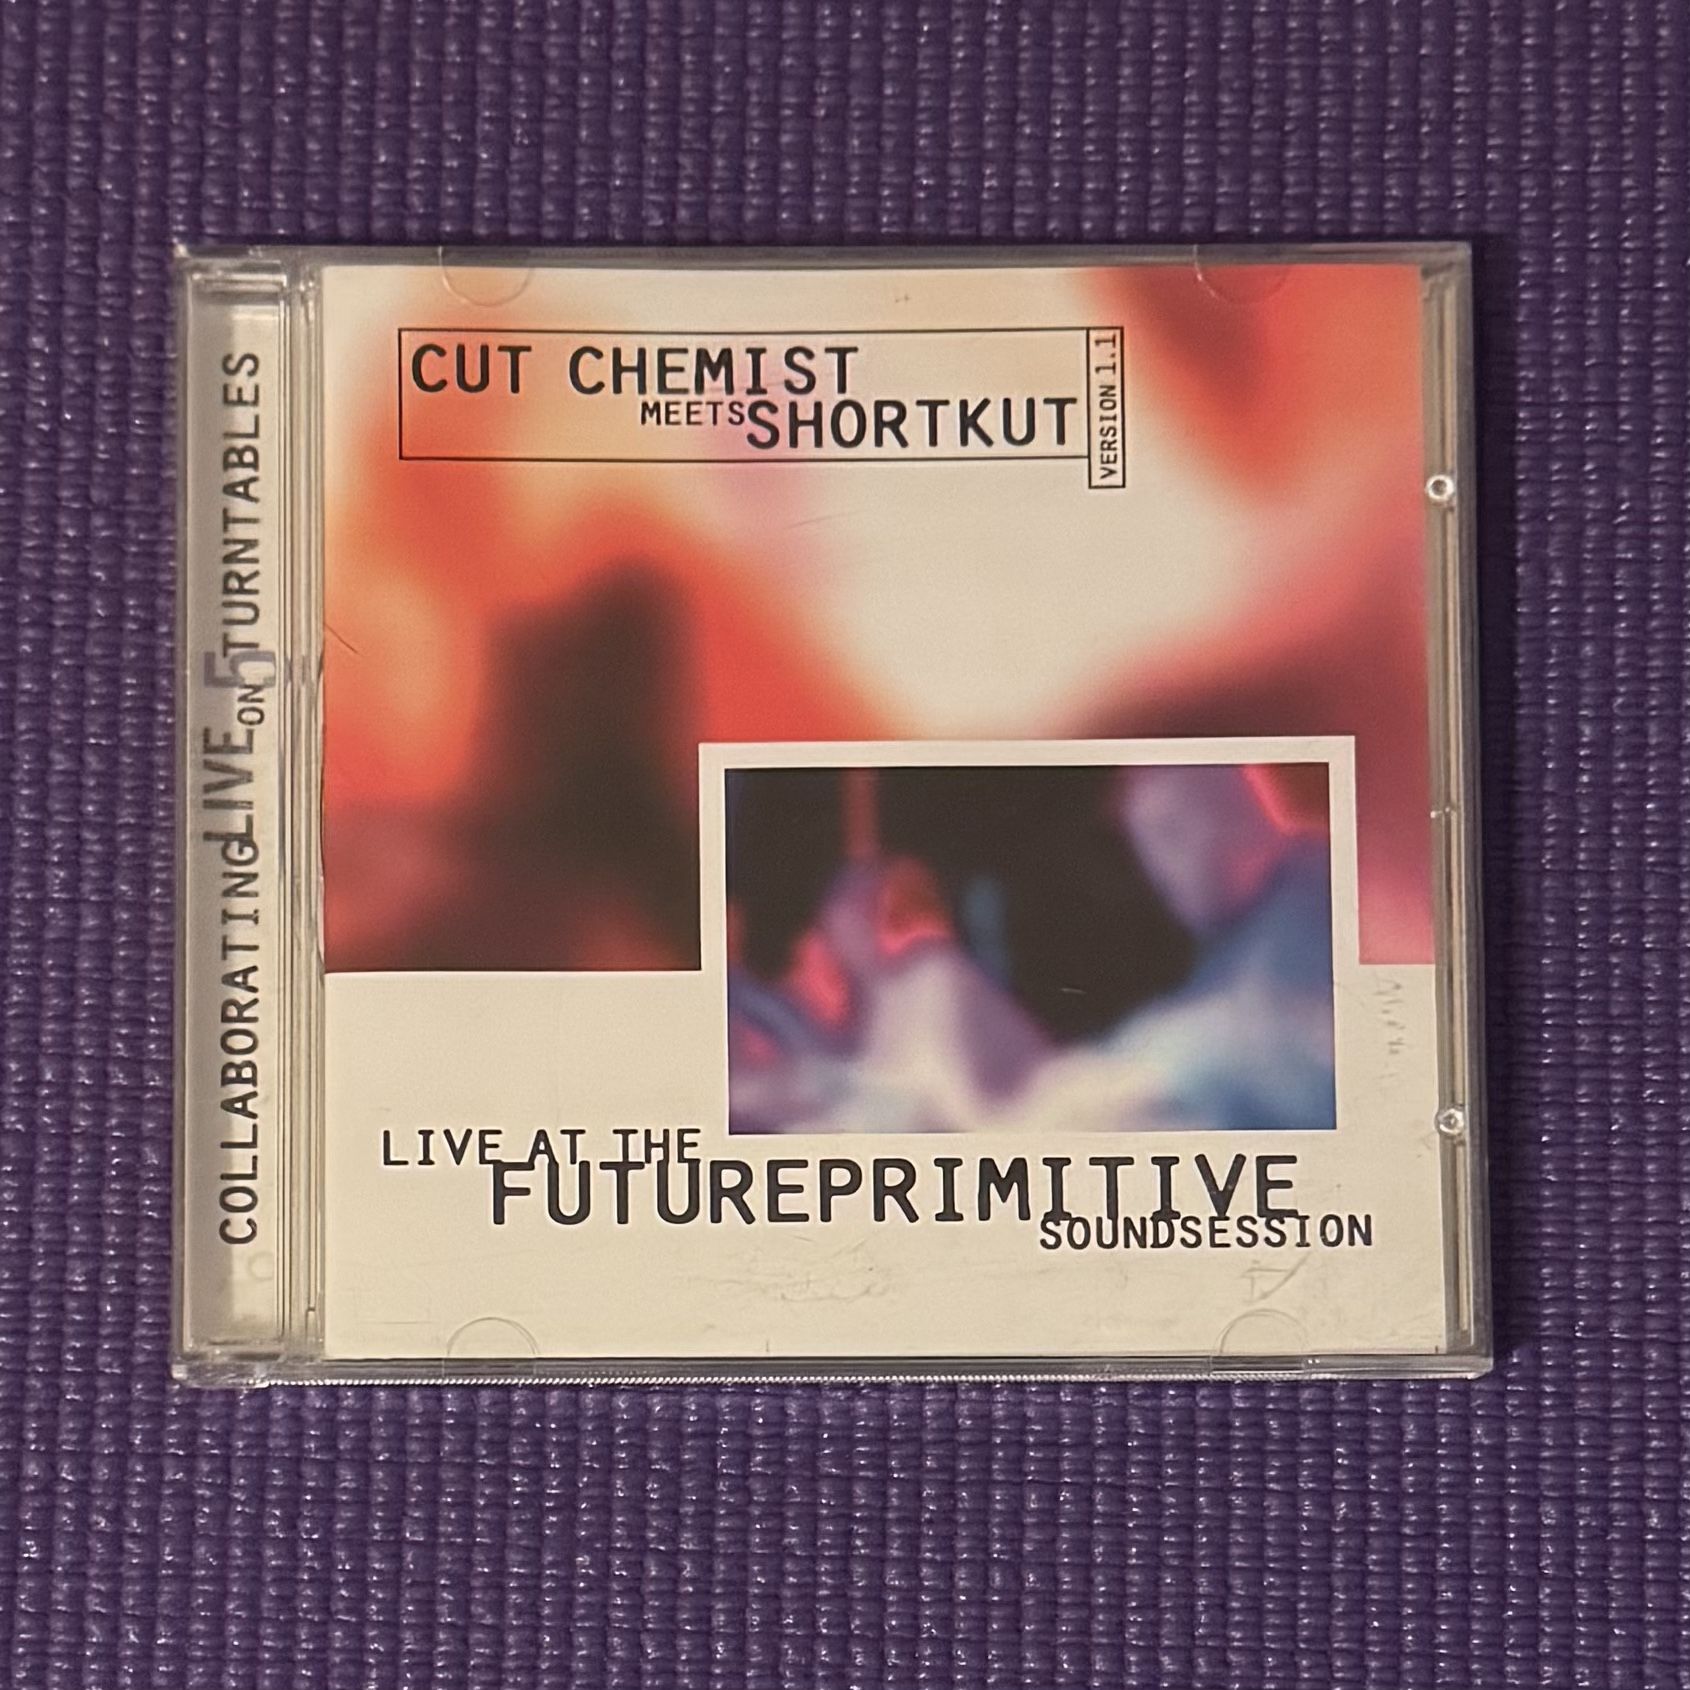 CUT CHEMIST
MEETS SHORTKUT
VERSION 1.1
COLLABORATING LIVE ON 5 TURNTABLES
LIVE AT THE
FUTUREPRIMITIVE
SOUNDSESSION